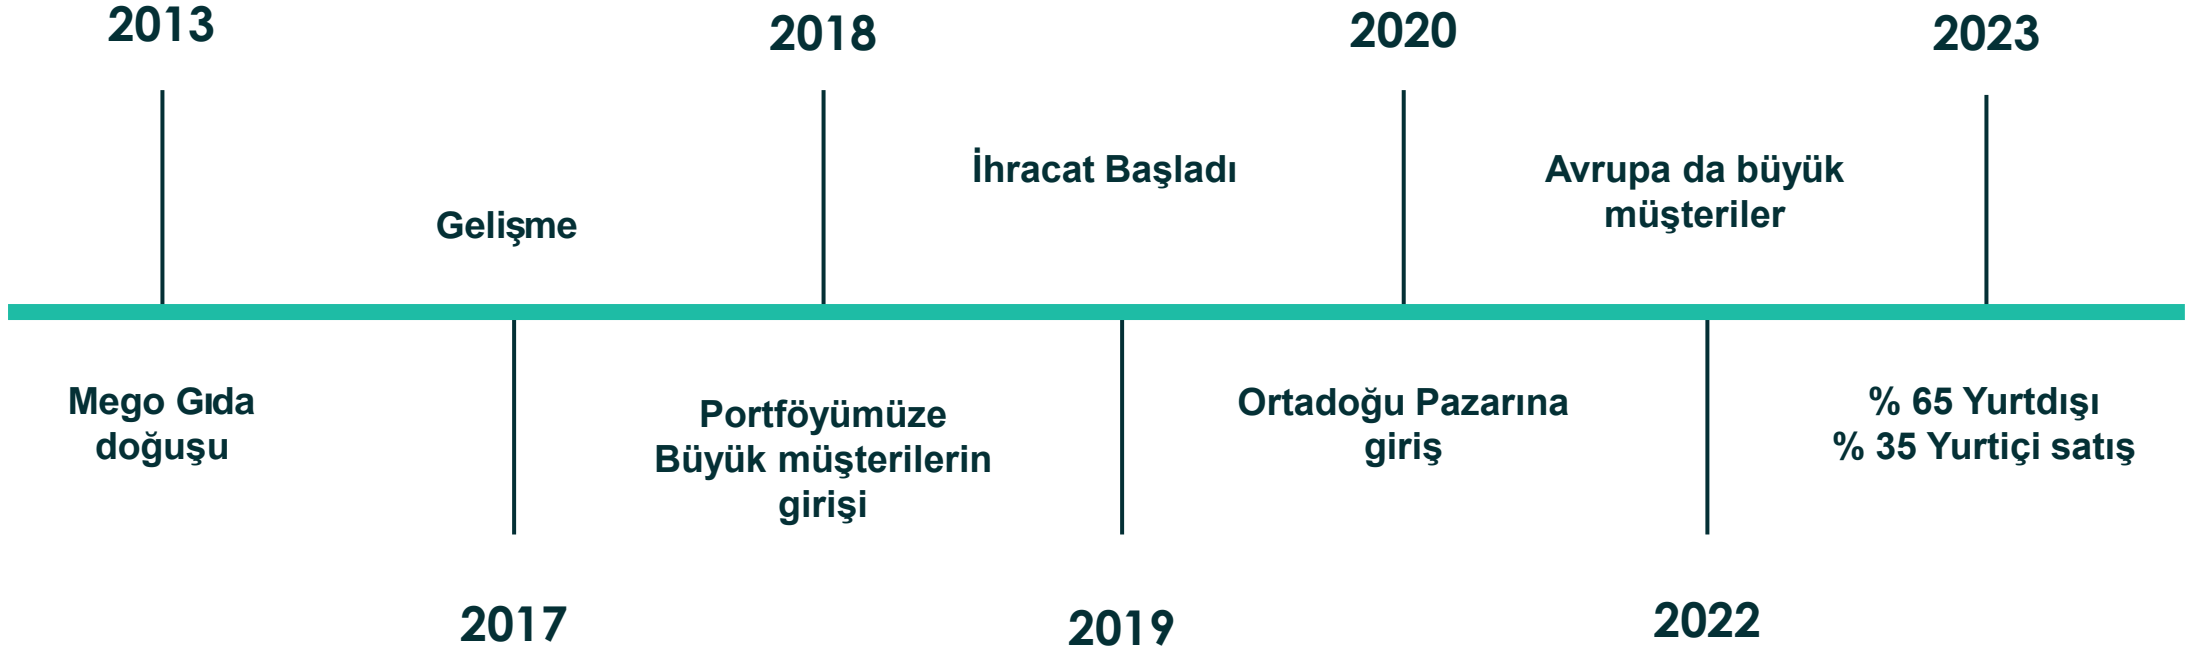 2013
2018
2020
2023
İhracat Başladı
Avrupa da büyük
müşteriler
Gelişme
Mego Gıda
doğuşu
Portföyümüze
Büyük müşterilerin
girişi
Ortadoğu Pazarına
giriş
% 65 Yurtdışı
% 35 Yurtiçi satış
2017
2019
2022